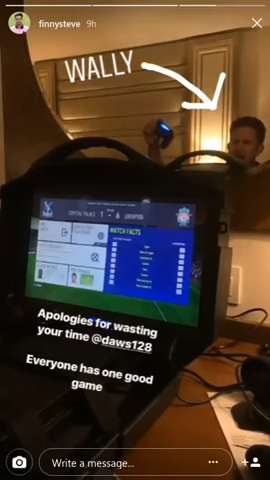 finnysteve 9h
WALLY
CRYSTAL PALACE 1 - 6 LIVERPOOL
MATCH FACTS
Apologies for wasting
your time @daws128
Everyone has one good
game
Write a message...